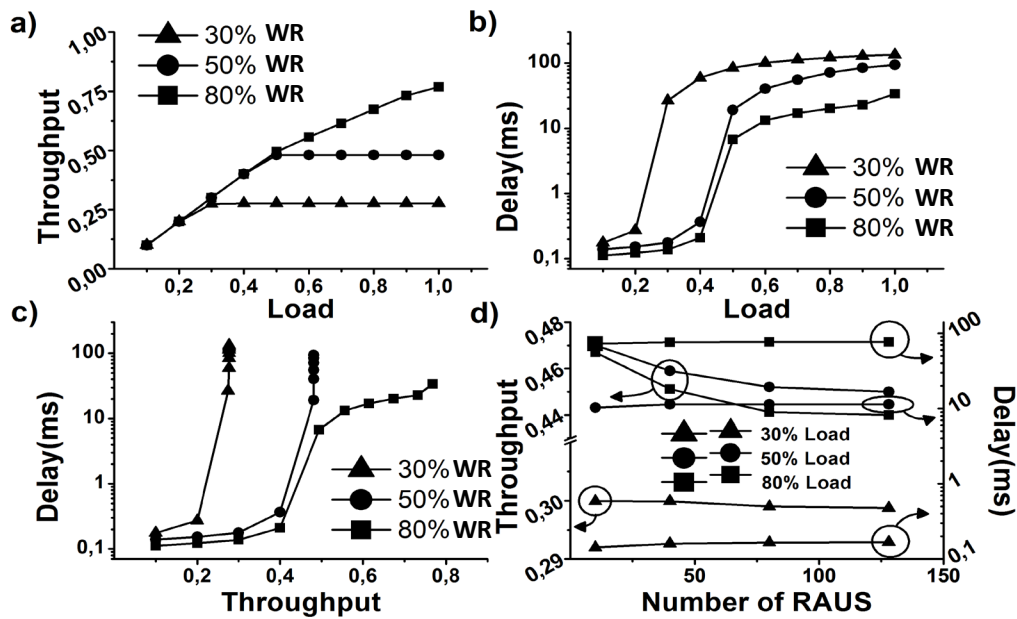 a)
1,00
0,75
0,50
0,25
0,00
Throughput
30% WR
50% WR
80% WR
0,2 0,4 0,6 0,8 1,0
Load
b)
100
10
1
0,1
Delay(ms)
30% WR
50% WR
80% WR
0,2 0,4 0,6 0,8 1,0
Load
c)
100
10
1
0,1
Delay(ms)
30% WR
50% WR
80% WR
0,2 0,4 0,6 0,8
Throughput
d)
0,48
0,46
0,44
0,30
0,29
Throughput
30% Load
50% Load
80% Load
100
10
1
0,1
Delay(ms)
50 100 150
Number of RAUS